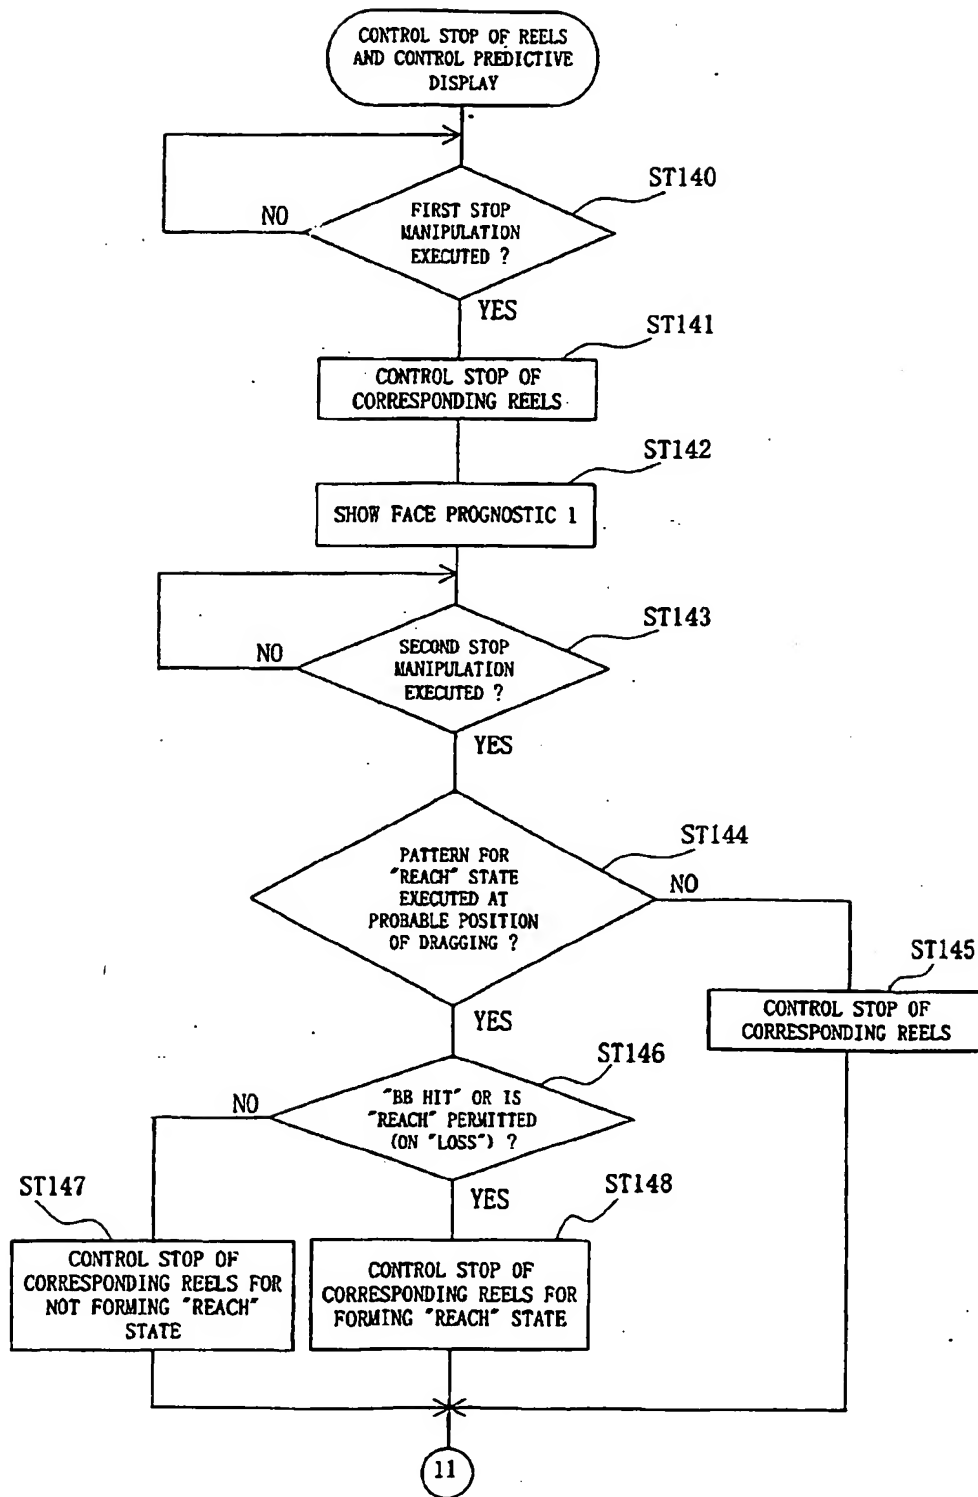 CONTROL STOP OF REELS
AND CONTROL PREDICTIVE
DISPLAY
ST140
NO
FIRST STOP
MANIPULATION
EXECUTED ?
YES
ST141
CONTROL STOP OF
CORRESPONDING REELS
ST142
SHOW FACE PROGNOSTIC 1
ST143
NO
SECOND STOP
MANIPULATION
EXECUTED ?
YES
ST144
PATTERN FOR
"REACH" STATE
EXECUTED AT
PROBABLE POSITION
OF DRAGGING ?
NO
ST145
CONTROL STOP OF
CORRESPONDING REELS
YES
ST146
NO
"BB HIT" OR IS
"REACH" PERMITTED
(ON "LOSS") ?
ST147
YES
ST148
CONTROL STOP OF
CORRESPONDING REELS FOR
NOT FORMING "REACH"
STATE
CONTROL STOP OF
CORRESPONDING REELS FOR
FORMING "REACH" STATE
11